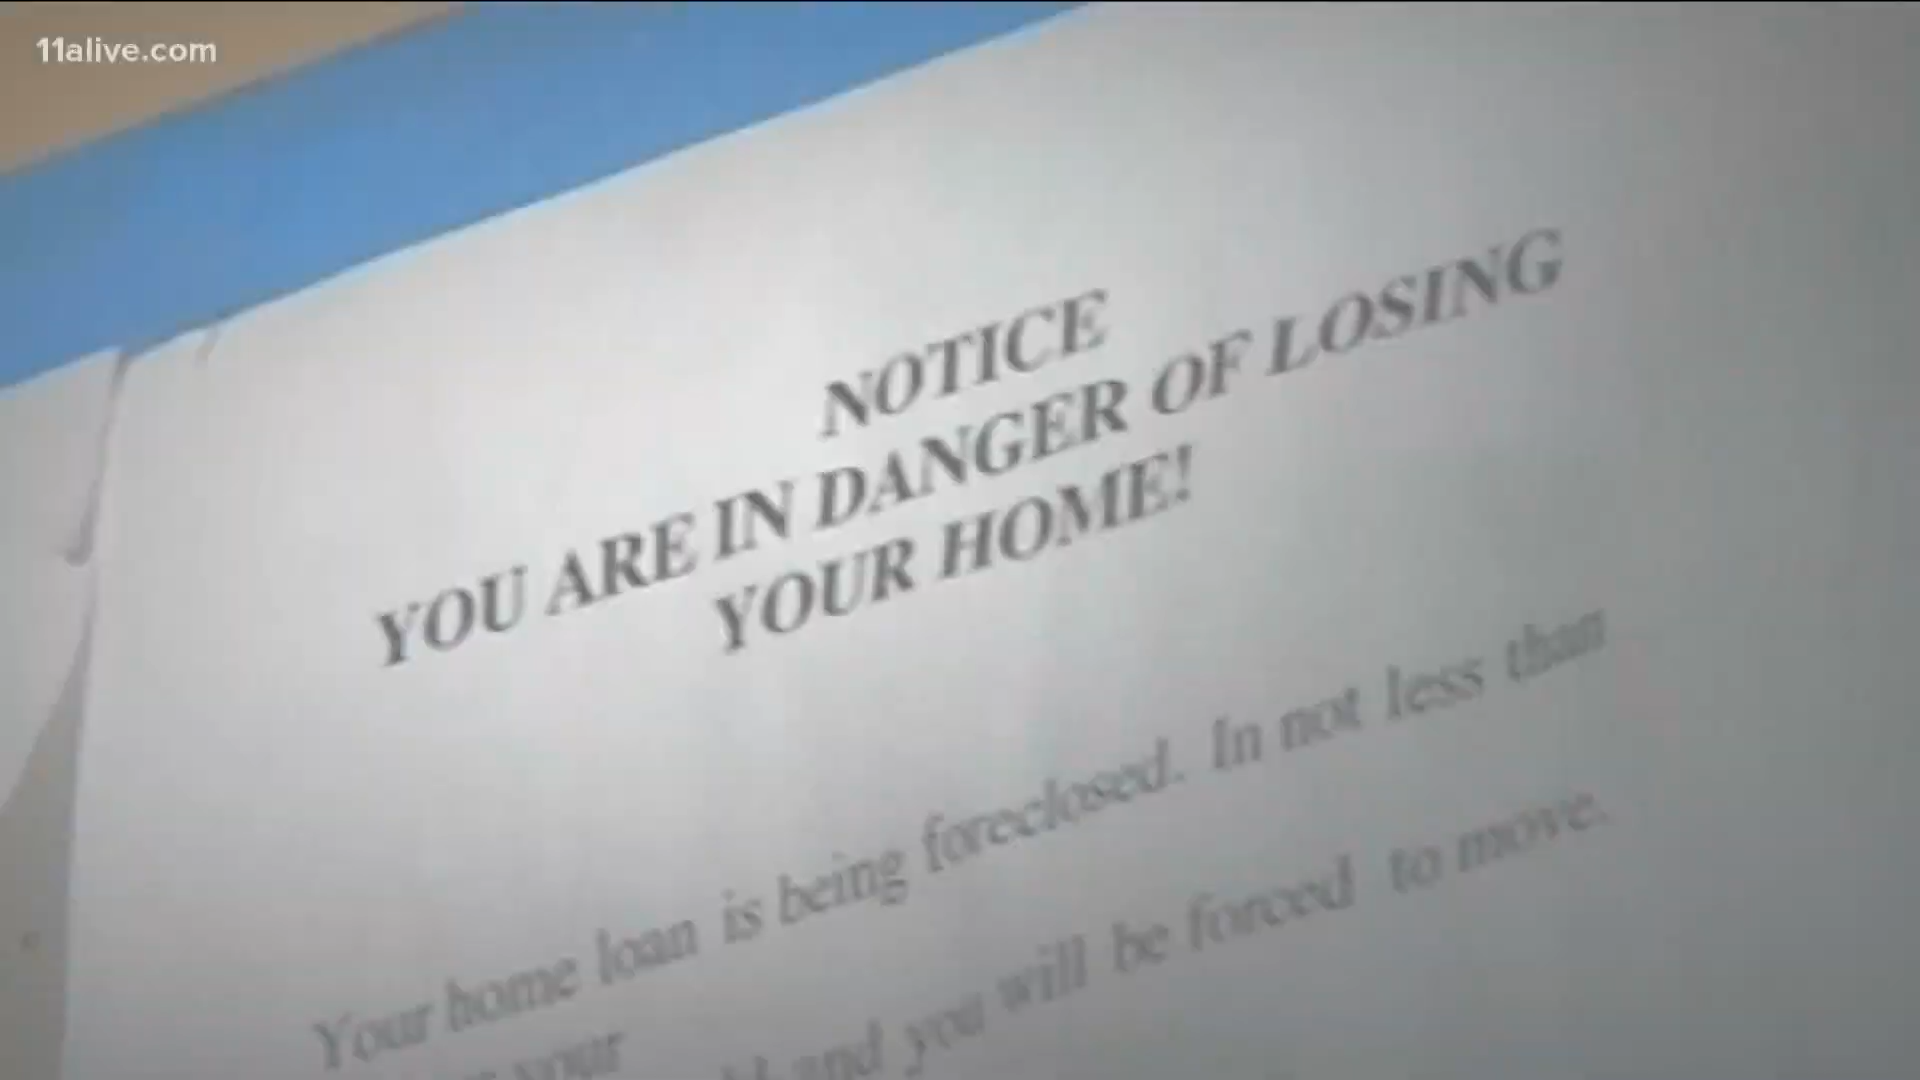 11alive.com
NOTICE
YOU ARE IN DANGER OF LOSING
YOUR HOME!
Your home loan is being foreclosed. In not less than
your
and you will be forced to move.